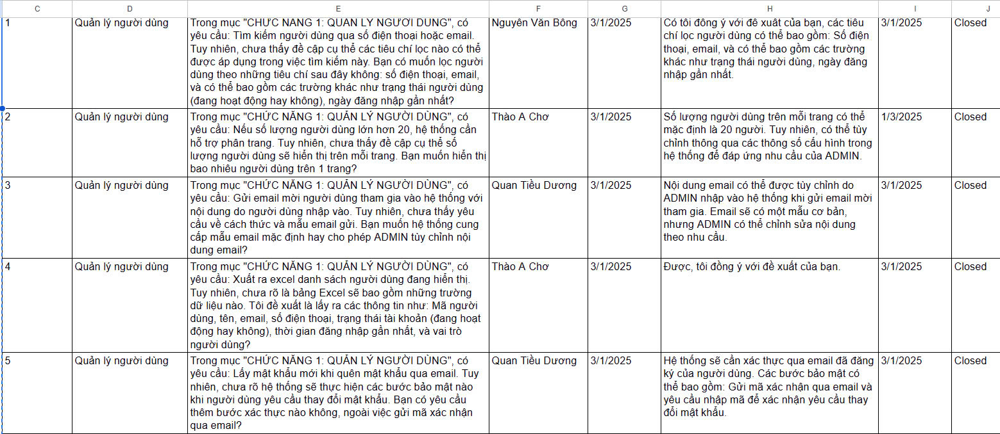 C D E F G H I J
1
Quản lý người dùng
Trong mục "CHỨC NĂNG 1: QUẢN LÝ NGƯỜI DÙNG", có
yêu cầu: Tìm kiếm người dùng qua số điện thoại hoặc email.
Tuy nhiên, chưa thấy đề cập cụ thể các tiêu chí lọc nào có thể
được áp dụng trong việc tìm kiếm này. Bạn có muốn lọc người
dùng theo những tiêu chí sau đây không: số điện thoại, email,
và có thể bao gồm các trường khác như trạng thái người dùng
(đang hoạt động hay không), ngày đăng nhập gần nhất?
Nguyễn Văn Bông
3/1/2025
Có tôi đông ý với đề xuất của bạn, các tiêu
chí lọc người dùng có thể bao gồm: Số điện
thoại, email, và có thể bao gồm các trường
khác như trạng thái người dùng, ngày đăng
nhập gần nhất.
3/1/2025
Closed
2
Quản lý người dùng
Trong mục "CHỨC NĂNG 1: QUẢN LÝ NGƯỜI DÙNG", có
yêu cầu: Nếu số lượng người dùng lớn hơn 20, hệ thống cần
hỗ trợ phân trang. Tuy nhiên, chưa thấy đề cập cụ thể số
lượng người dùng sẽ hiển thị trên mỗi trang. Bạn muốn hiển thị
bao nhiêu người dùng trên 1 trang?
Thào A Chơ
3/1/2025
Số lượng người dùng trên mỗi trang có thể
mặc định là 20 người. Tuy nhiên, có thể tùy
chỉnh thông qua các thông số cấu hình trong
hệ thống để đáp ứng nhu cầu của ADMIN.
1/3/2025
Closed
3
Quản lý người dùng
Trong mục "CHỨC NĂNG 1: QUẢN LÝ NGƯỜI DÙNG", có
yêu cầu: Gửi email mời người dùng tham gia vào hệ thống với
nội dung do người dùng nhập vào. Tuy nhiên, chưa thấy yêu
cầu về cách thức và mẫu email gửi. Bạn muốn hệ thống cung
cấp mẫu email mặc định hay cho phép ADMIN tùy chỉnh nội
dung email?
Quan Tiều Dương
3/1/2025
Nội dung email có thể được tùy chỉnh do
ADMIN nhập vào hệ thống khi gửi email mời
tham gia. Email sẽ có một mẫu cơ bản,
nhưng ADMIN có thể chỉnh sửa nội dung
theo nhu cầu.
3/1/2025
Closed
4
Quản lý người dùng
Trong mục "CHỨC NĂNG 1: QUẢN LÝ NGƯỜI DÙNG", có
yêu cầu: Xuất ra excel danh sách người dùng đang hiển thị.
Tuy nhiên, chưa rõ là bảng Excel sẽ bao gồm những trường
dữ liệu nào. Tôi đề xuất là lấy ra các thông tin như: Mã người
dùng, tên, email, số điện thoại, trạng thái tài khoản (đang hoạt
động hay không), thời gian đăng nhập gần nhất, và vai trò
người dùng?
Thào A Chơ
3/1/2025
Được, tôi đồng ý với đề xuất của bạn.
3/1/2025
Closed
5
Quản lý người dùng
Trong mục "CHỨC NĂNG 1: QUẢN LÝ NGƯỜI DÙNG", có
yêu cầu: Lấy mật khẩu mới khi quên mật khẩu qua email. Tuy
nhiên, chưa rõ hệ thống sẽ thực hiện các bước bảo mật nào
khi người dùng yêu cầu thay đổi mật khẩu. Bạn có yêu cầu
thêm bước xác thực nào không, ngoài việc gửi mã xác nhận
qua email?
Quan Tiều Dương
3/1/2025
Hệ thống sẽ cần xác thực qua email đã đăng
ký của người dùng. Các bước bảo mật có
thể bao gồm: Gửi mã xác nhận qua email và
yêu cầu nhập mã để xác nhận yêu cầu thay
đổi mật khẩu.
3/1/2025
Closed